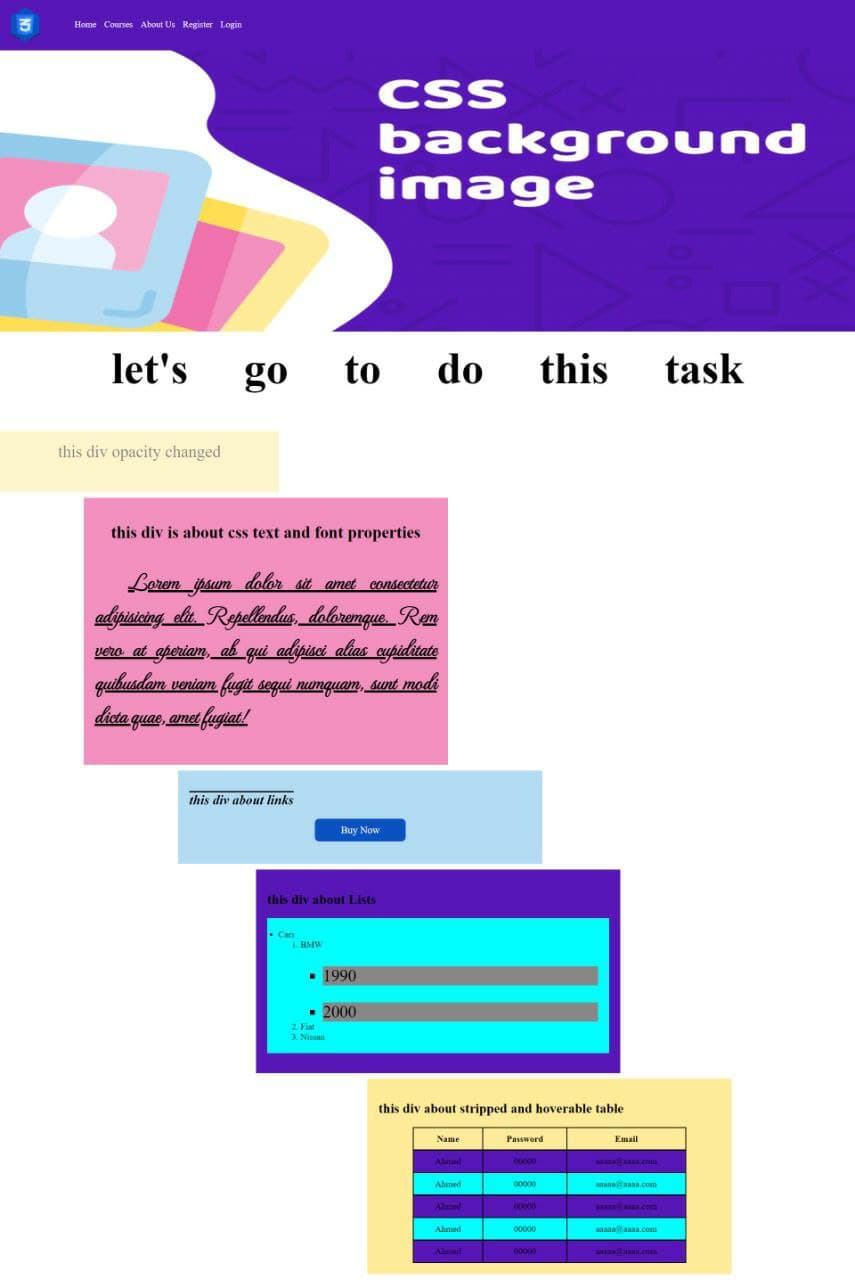 Home Courses About Us Register Login
css
background
image
let's go to do this task
this div opacity changed
this div is about css text and font properties
Lorem ipsum dolor sit amet consectetur
adipisicing elit. Repellendus, doloremque. Rem
vero at aperiam, ab qui adipisci alias cupiditate
quibusdam veniam fugit sequi numquam, sunt modi
dicta quae, amet fugiat!
this div about links
Buy Now
this div about Lists
• Cars
1. BMW
▪ 1990
▪ 2000
2. Fiat
3. Nissan
this div about stripped and hoverable table
Name Password Email
Ahmed 00000 aaaaa@aaaa.com
Ahmed 00000 aaaaa@aaaa.com
Ahmed 00000 aaaaa@aaaa.com
Ahmed 00000 aaaaa@aaaa.com
Ahmed 00000 aaaaa@aaaa.com